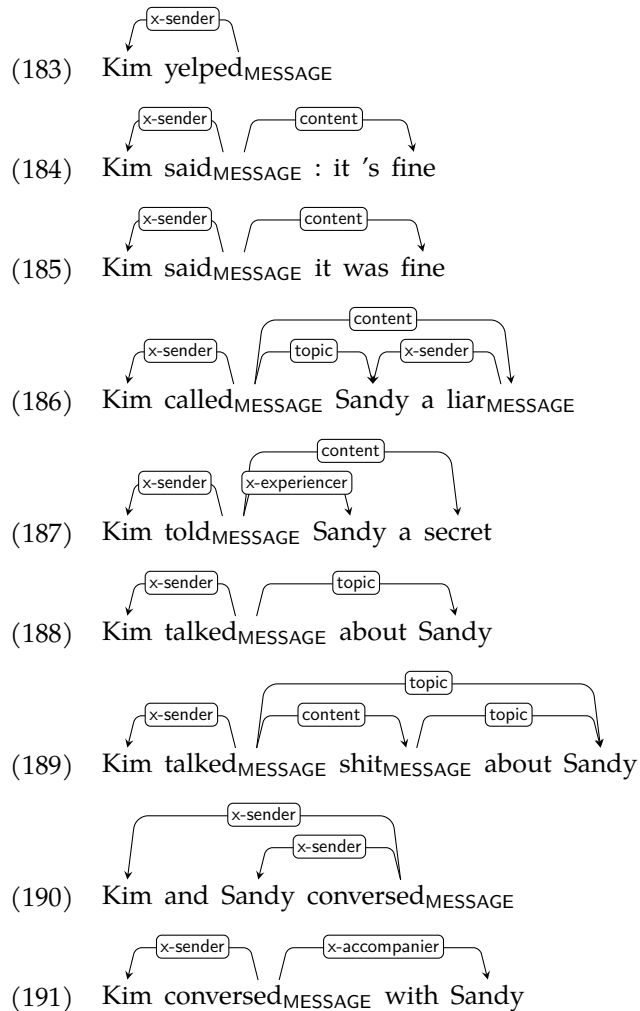 x-sender
(183) Kim yelpedMESSAGE
x-sender content
(184) Kim saidMESSAGE : it 's fine
x-sender content
(185) Kim saidMESSAGE it was fine
content
x-sender topic x-sender
(186) Kim calledMESSAGE Sandy a liarMESSAGE
content
x-sender x-experiencer
(187) Kim toldMESSAGE Sandy a secret
x-sender topic
(188) Kim talkedMESSAGE about Sandy
topic
x-sender content topic
(189) Kim talkedMESSAGE shitMESSAGE about Sandy
x-sender
x-sender
(190) Kim and Sandy conversedMESSAGE
x-sender x-accompanier
(191) Kim conversedMESSAGE with Sandy